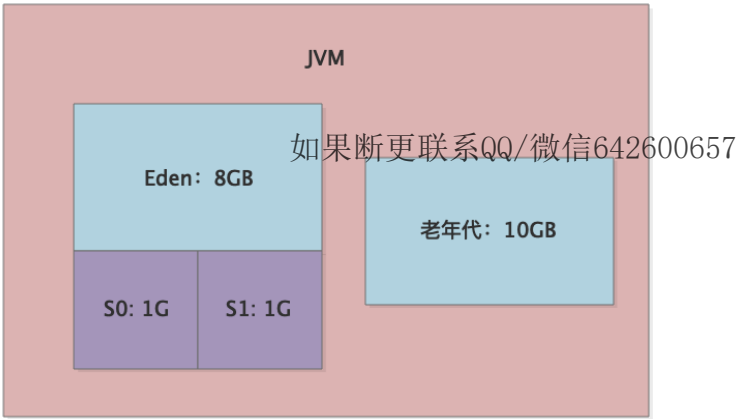 JVM
如果断更联系QQ/微信642600657
Eden：8GB
老年代：10GB
S0: 1G
S1: 1G